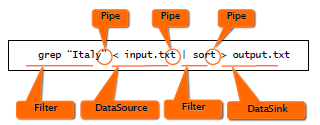 Pipe Pipe Pipe
grep "Italy" < input.txt | sort > output.txt
Filter DataSource Filter DataSink